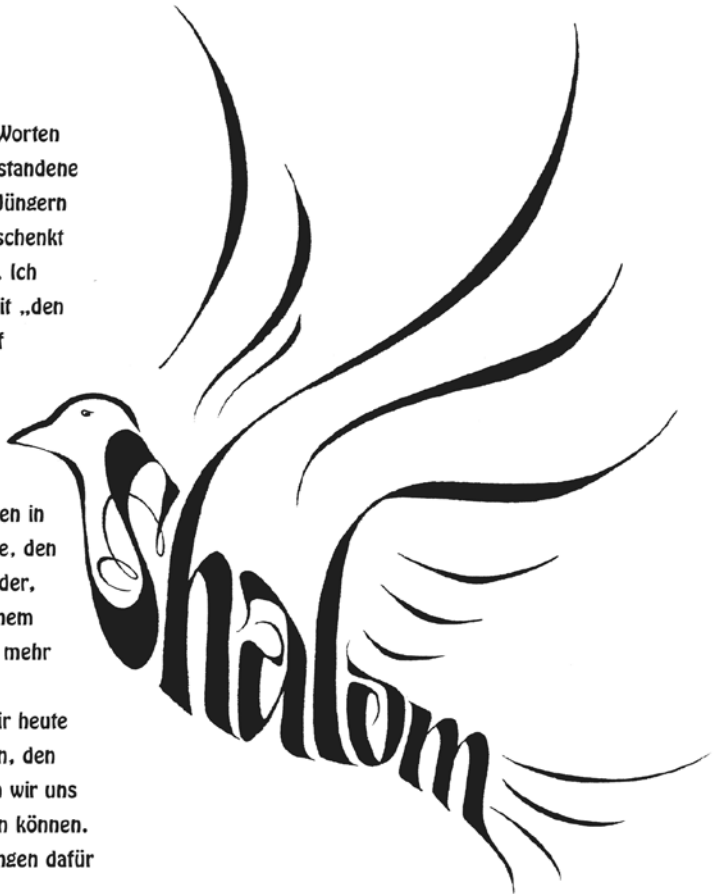 Worten
standene
Jüngern
schenkt
. Ich
it „den
f
en in
e, den
der,
nem
mehr
ir heute
n, den
n wir uns
n können.
ngen dafür
Shalom